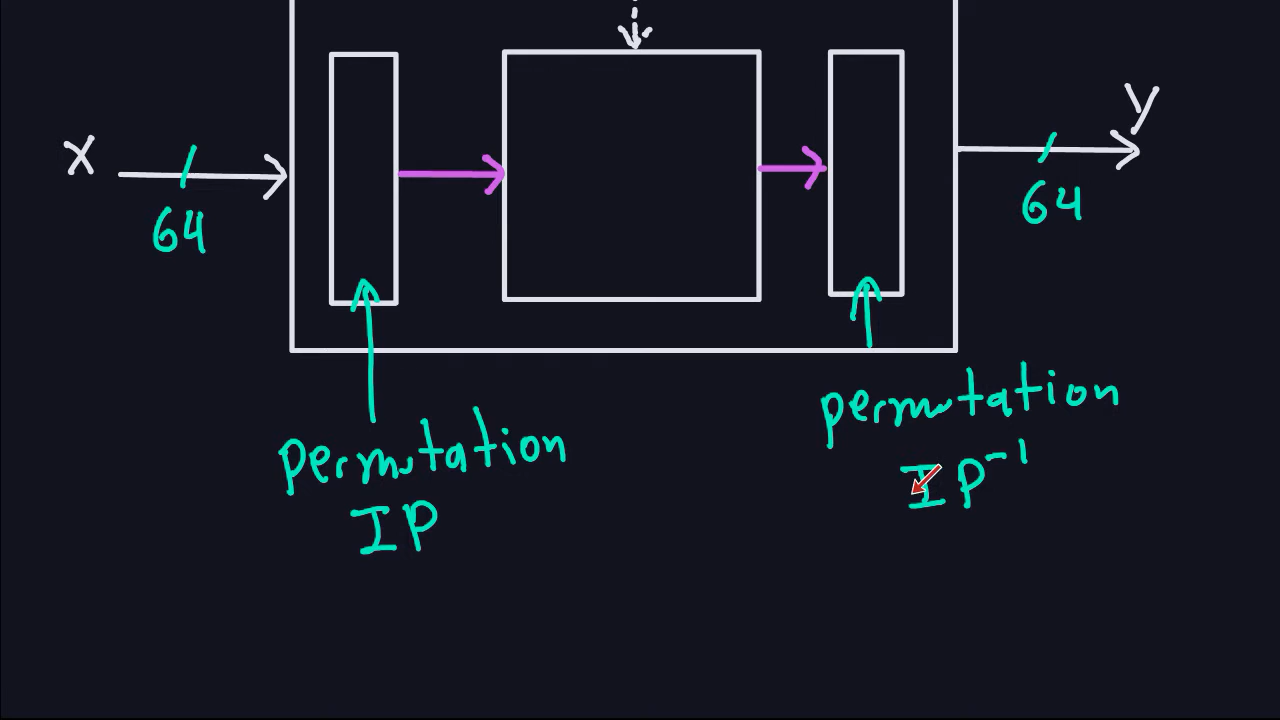 x
64
y
64
permutation
IP
permutation
IP⁻¹